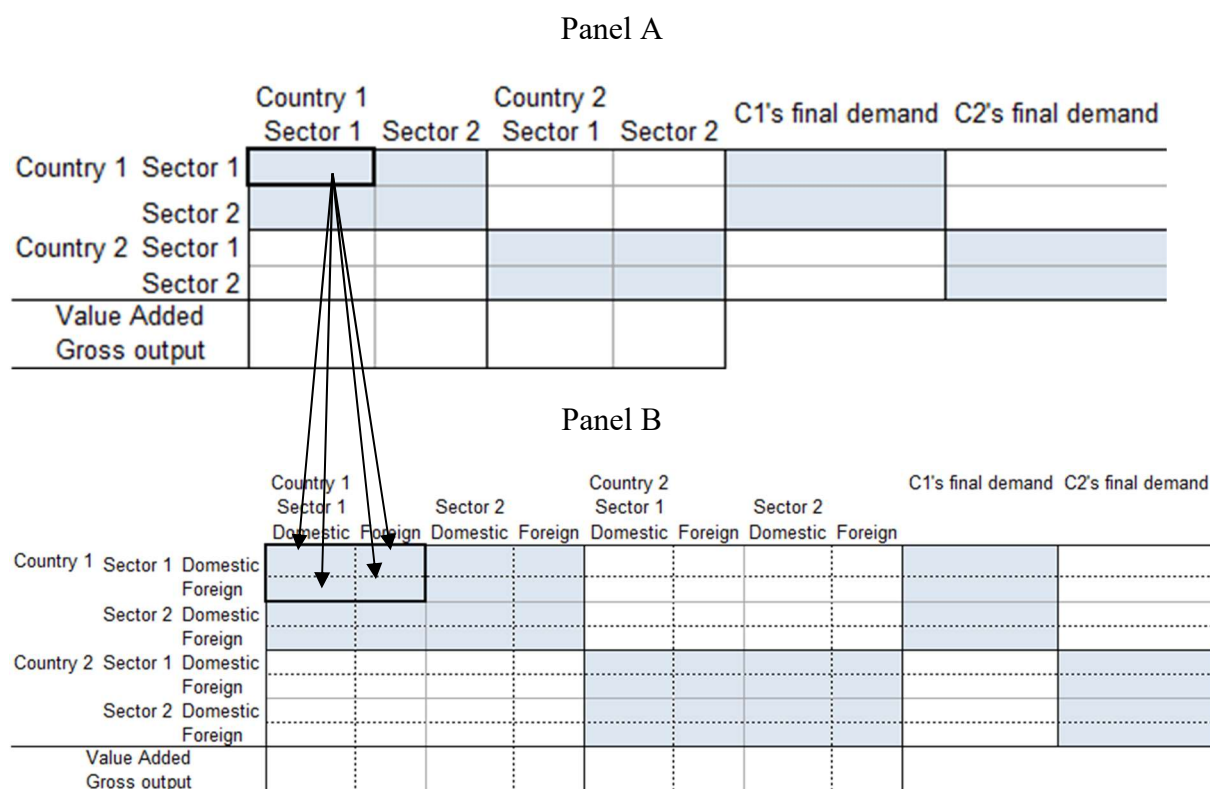 Panel A
Country 1 Country 2
Sector 1 Sector 2 Sector 1 Sector 2 C1's final demand C2's final demand
Country 1 Sector 1
Sector 2
Country 2 Sector 1
Sector 2
Value Added
Gross output
Panel B
Country 1 Country 2 C1's final demand C2's final demand
Sector 1 Sector 2 Sector 1 Sector 2
Domestic Foreign Domestic Foreign Domestic Foreign Domestic Foreign
Country 1 Sector 1 Domestic
Foreign
Sector 2 Domestic
Foreign
Country 2 Sector 1 Domestic
Foreign
Sector 2 Domestic
Foreign
Value Added
Gross output